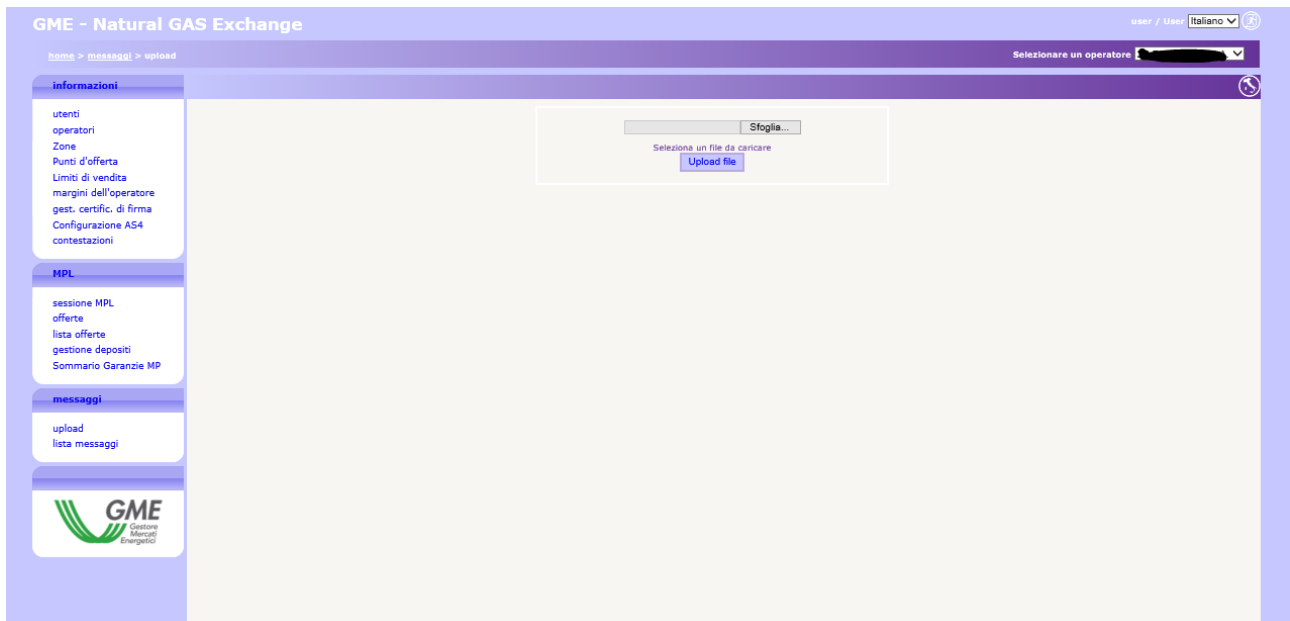 GME - Natural GAS Exchange
user / User Italiano
home > messaggi > upload
Selezionare un operatore
informazioni
utenti
operatori
Zone
Punti d'offerta
Limiti di vendita
margini dell'operatore
gest. certific. di firma
Configurazione AS4
contestazioni
Sfoglia...
Seleziona un file da caricare
Upload file
MPL
sessione MPL
offerte
lista offerte
gestione depositi
Sommario Garanzie MP
messaggi
upload
lista messaggi
GME
Gestore
Mercati
Energetici